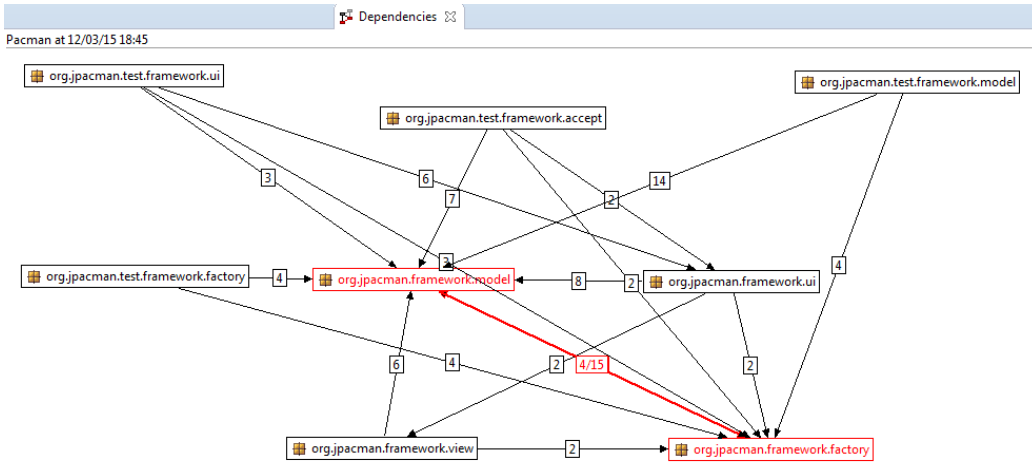 Dependencies
Pacman at 12/03/15 18:45
org.jpacman.test.framework.ui
org.jpacman.test.framework.model
org.jpacman.test.framework.accept
3
6
7
2
14
4
3
org.jpacman.test.framework.factory
4
org.jpacman.framework.model
8
2
org.jpacman.framework.ui
6
4
2
4/15
2
org.jpacman.framework.view
2
org.jpacman.framework.factory